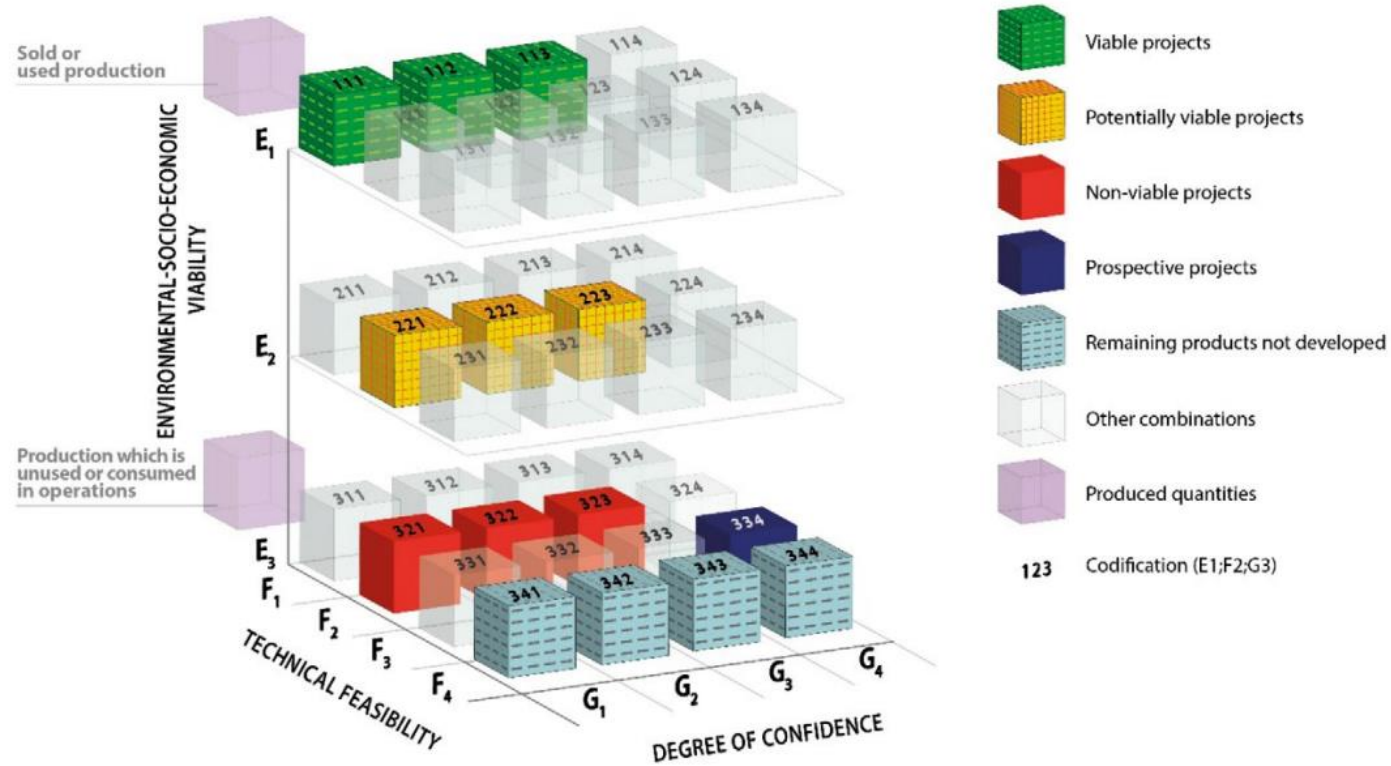 Sold or
used production
ENVIRONMENTAL-SOCIO-ECONOMIC
VIABILITY
E1
111
112
113
114
122
123
124
131
132
133
134
E2
211
212
213
214
221
222
223
224
231
232
233
234
Production which is
unused or consumed
in operations
E3
311
312
313
314
321
322
323
324
331
332
333
334
341
342
343
344
F1
F2
F3
F4
TECHNICAL FEASIBILITY
G1
G2
G3
G4
DEGREE OF CONFIDENCE
Viable projects
Potentially viable projects
Non-viable projects
Prospective projects
Remaining products not developed
Other combinations
Produced quantities
123 Codification (E1;F2;G3)